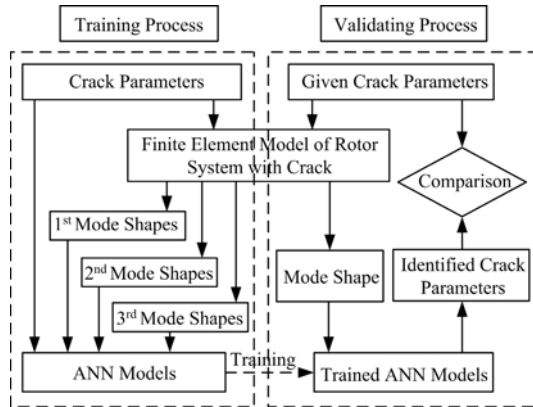 Training Process
Validating Process
Crack Parameters
Given Crack Parameters
Finite Element Model of Rotor
System with Crack
Comparison
1st Mode Shapes
2nd Mode Shapes
3rd Mode Shapes
Mode Shape
Identified Crack
Parameters
Training
ANN Models
Trained ANN Models